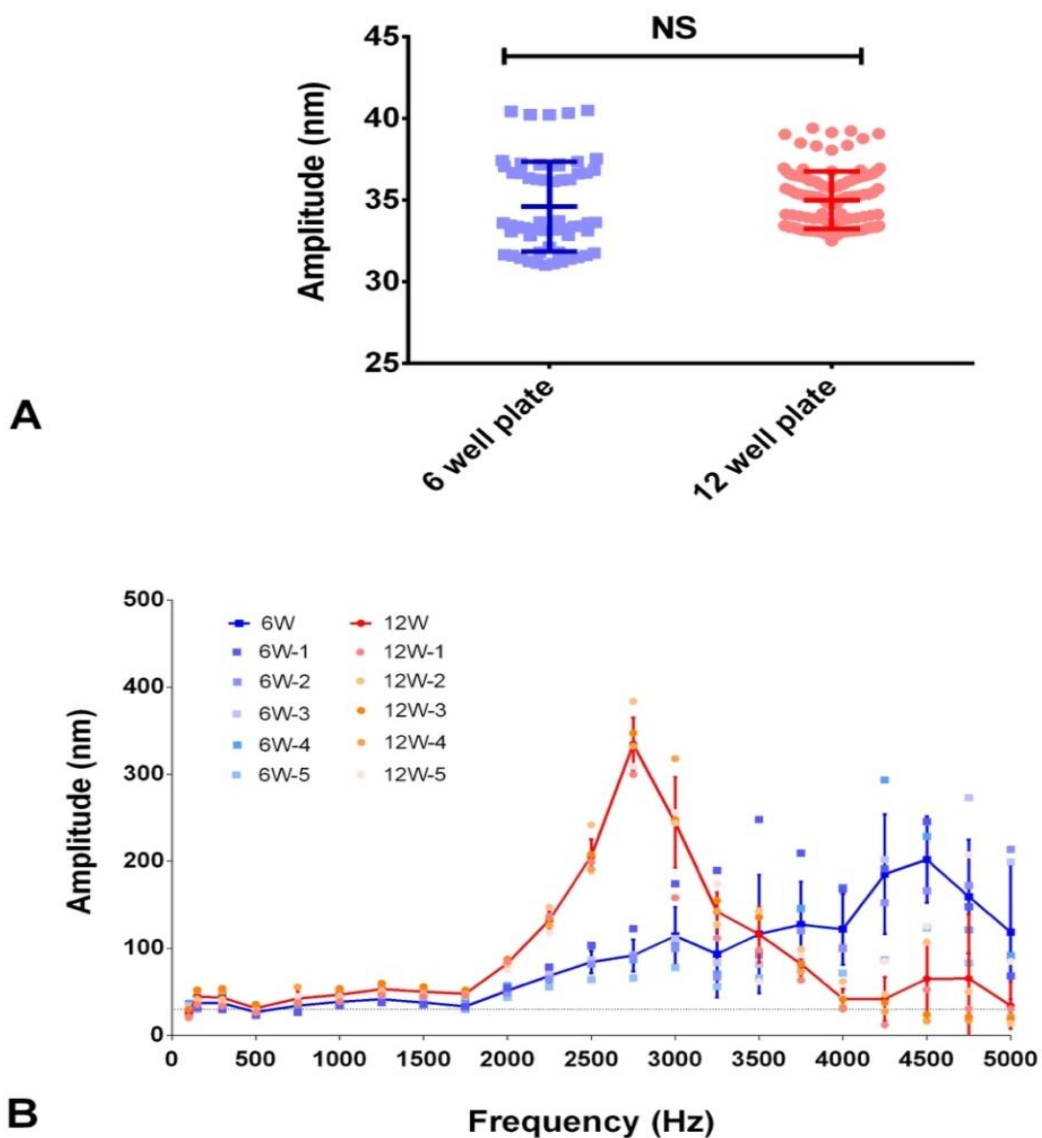 NS
45
40
35
30
25
Amplitude (nm)
6 well plate
12 well plate
A
500
400
300
200
100
0
Amplitude (nm)
6W 12W
6W-1 12W-1
6W-2 12W-2
6W-3 12W-3
6W-4 12W-4
6W-5 12W-5
0 500 1000 1500 2000 2500 3000 3500 4000 4500 5000
Frequency (Hz)
B